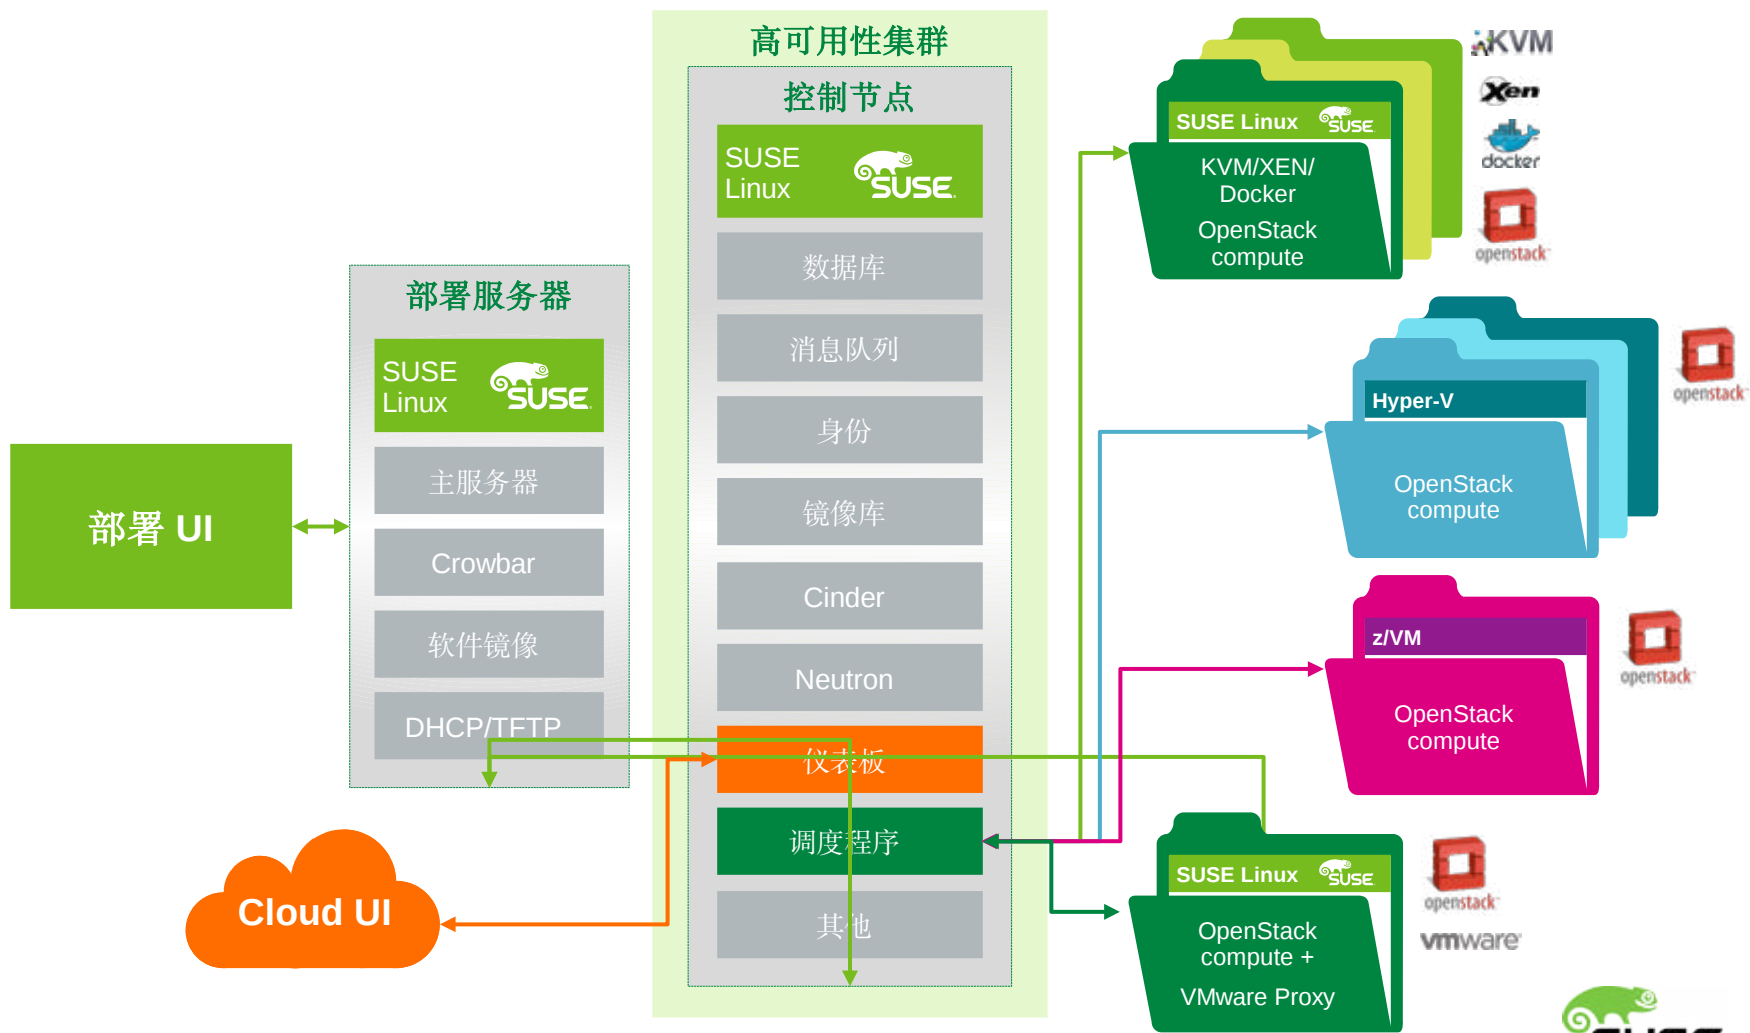 高可用性集群
控制节点
SUSE
Linux
SUSE
数据库
消息队列
身份
镜像库
Cinder
Neutron
仪表板
调度程序
其他
部署服务器
SUSE
Linux
SUSE
主服务器
Crowbar
软件镜像
DHCP/TFTP
部署 UI
Cloud UI
SUSE Linux
SUSE
KVM/XEN/
Docker
OpenStack
compute
KVM
Xen
docker
openstack
Hyper-V
OpenStack
compute
openstack
z/VM
OpenStack
compute
openstack
SUSE Linux
SUSE
OpenStack
compute +
VMware Proxy
openstack
vmware
SUSE